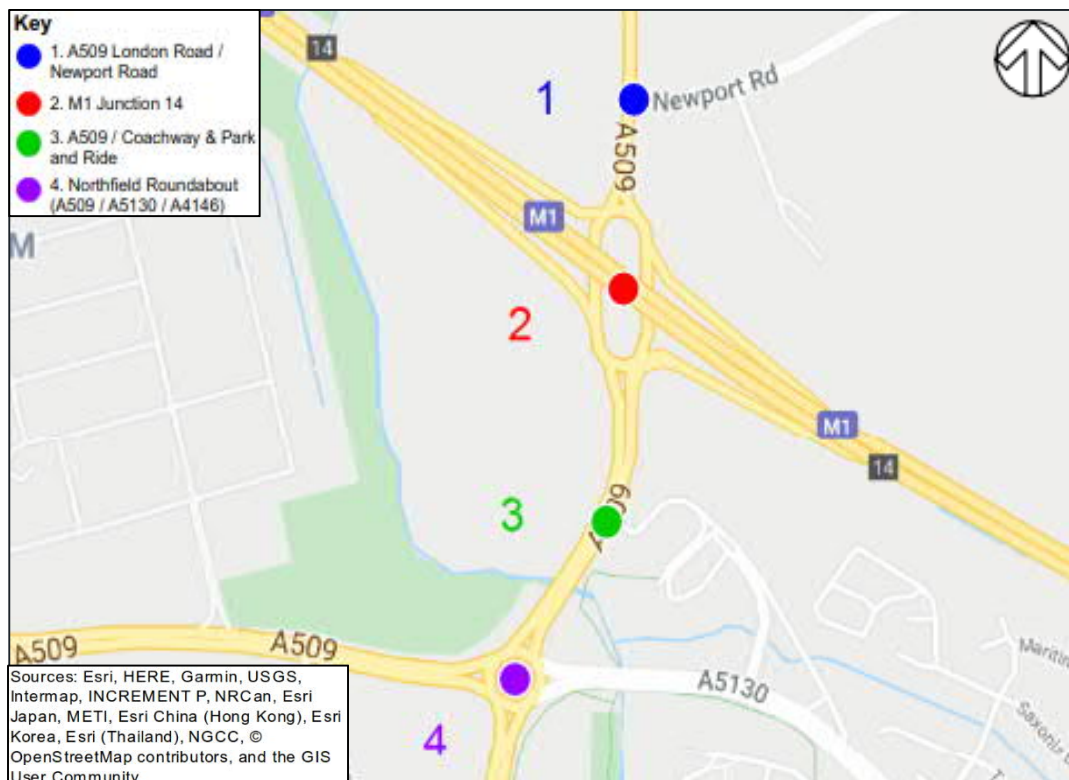 Key
1. A509 London Road /
Newport Road
2. M1 Junction 14
3. A509 / Coachway & Park
and Ride
4. Northfield Roundabout
(A509 / A5130 / A4146)
14
1
Newport Rd
A509
M1
M
2
M1
14
3
A509
A509
A5130
Saxonix
4
Sources: Esri, HERE, Garmin, USGS,
Intermap, INCREMENT P, NRCan, Esri
Japan, METI, Esri China (Hong Kong), Esri
Korea, Esri (Thailand), NGCC, ©
OpenStreetMap contributors, and the GIS
User Community